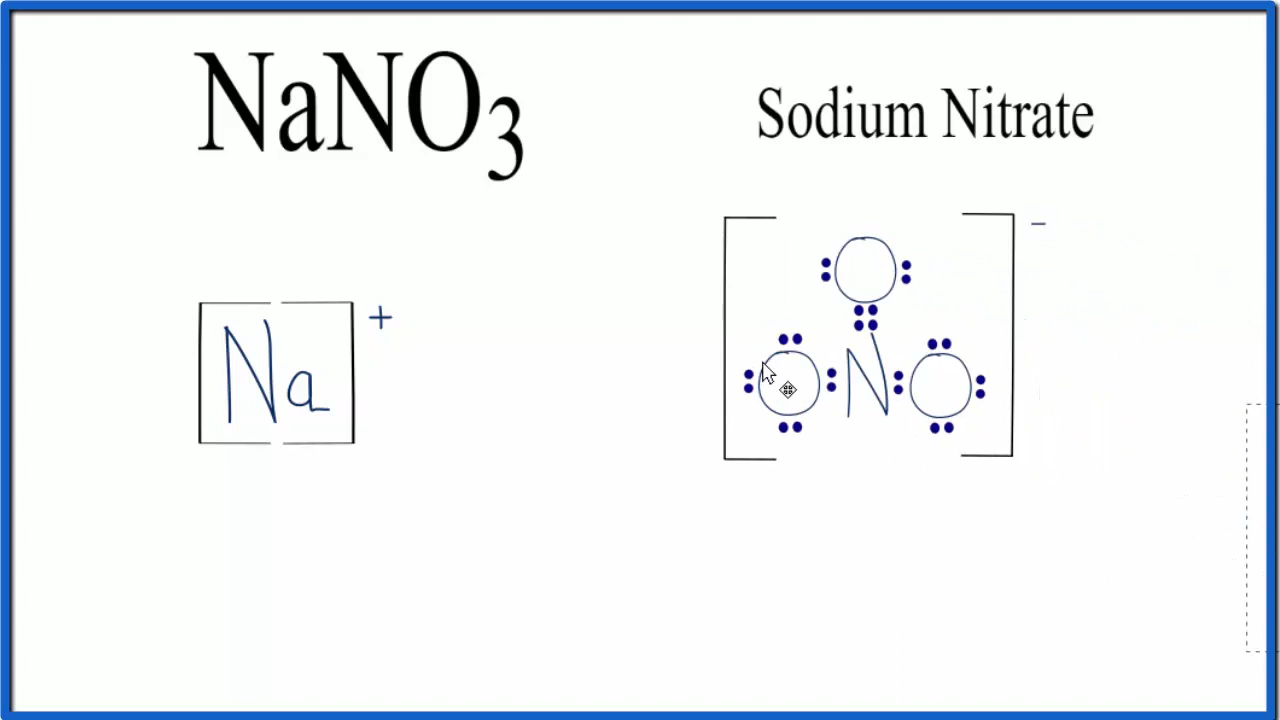 NaNO₃
Sodium Nitrate
−
O
Na +
O N O